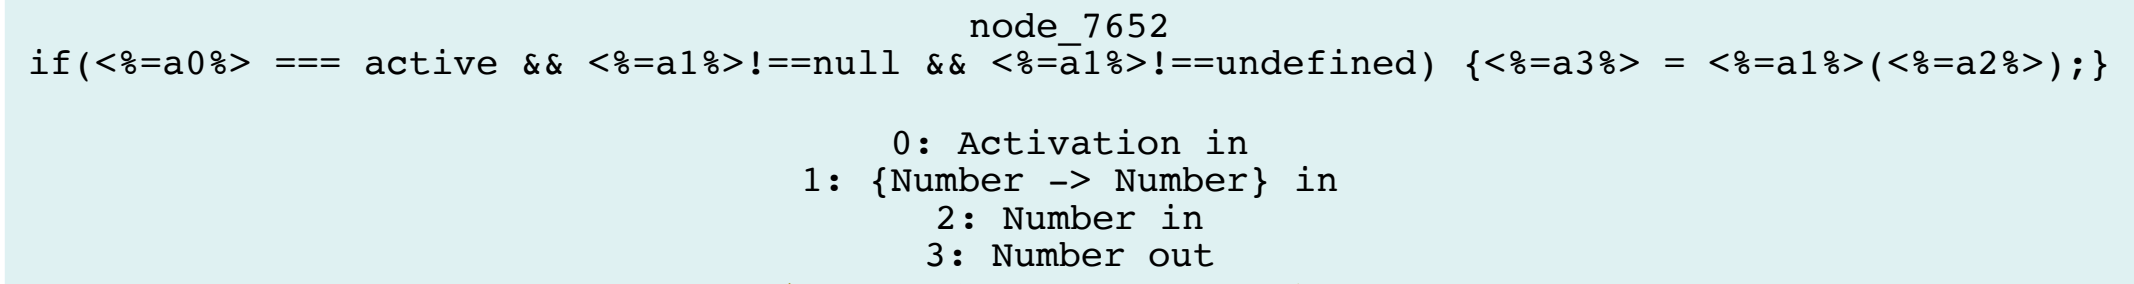 node_7652
if(<%=a0%> === active && <%=a1%>!==null && <%=a1%>!==undefined) {<%=a3%> = <%=a1%>(<%=a2%>);}
0: Activation in
1: {Number -> Number} in
2: Number in
3: Number out